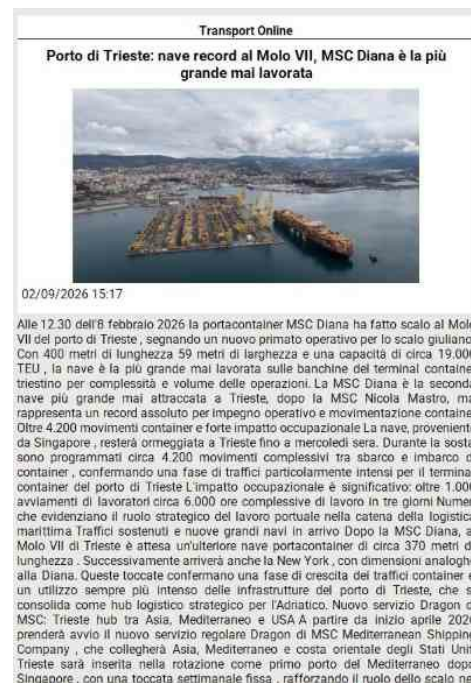 Transport Online
Porto di Trieste: nave record al Molo VII, MSC Diana è la più
grande mai lavorata
02/09/2026 15:17
Alle 12.30 dell'8 febbraio 2026 la portacontainer MSC Diana ha fatto scalo al Molo
VII del porto di Trieste , segnando un nuovo primato operativo per lo scalo giuliano.
Con 400 metri di lunghezza 59 metri di larghezza e una capacità di circa 19.000
TEU , la nave è la più grande mai lavorata sulle banchine del terminal container
triestino per complessità e volume delle operazioni. La MSC Diana è la seconda
nave più grande mai attraccata a Trieste, dopo la MSC Nicola Mastro, ma
rappresenta un record assoluto per impegno operativo e movimentazione container
Oltre 4.200 movimenti container e forte impatto occupazionale La nave, proveniente
da Singapore , resterà ormeggiata a Trieste fino a mercoledì sera. Durante la sosta
sono programmati circa 4.200 movimenti complessivi tra sbarco e imbarco di
container , confermando una fase di traffici particolarmente intensi per il terminal
container del porto di Trieste L'impatto occupazionale è significativo: oltre 1.000
avviamenti di lavoratori circa 6.000 ore complessive di lavoro in tre giorni Numeri
che evidenziano il ruolo strategico del lavoro portuale nella catena della logistica
marittima Traffici sostenuti e nuove grandi navi in arrivo Dopo la MSC Diana, al
Molo VII di Trieste è attesa un'ulteriore nave portacontainer di circa 370 metri di
lunghezza . Successivamente arriverà anche la New York , con dimensioni analoghe
alla Diana. Queste toccate confermano una fase di crescita dei traffici container e
un utilizzo sempre più intenso delle infrastrutture del porto di Trieste, che si
consolida come hub logistico strategico per l'Adriatico. Nuovo servizio Dragon di
MSC: Trieste hub tra Asia, Mediterraneo e USA A partire da inizio aprile 2026
prenderà avvio il nuovo servizio regolare Dragon di MSC Mediterranean Shipping
Company , che collegherà Asia, Mediterraneo e costa orientale degli Stati Uniti
Trieste sarà inserita nella rotazione come primo porto del Mediterraneo dopo
Singapore , con una toccata settimanale fissa , rafforzando il ruolo dello scalo nei